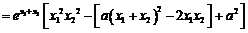 = e^{x_1+x_2} [ x_1^2 x_2^2 − [ a(x_1 + x_2)^2 − 2x_1x_2 ] + a^2 ]